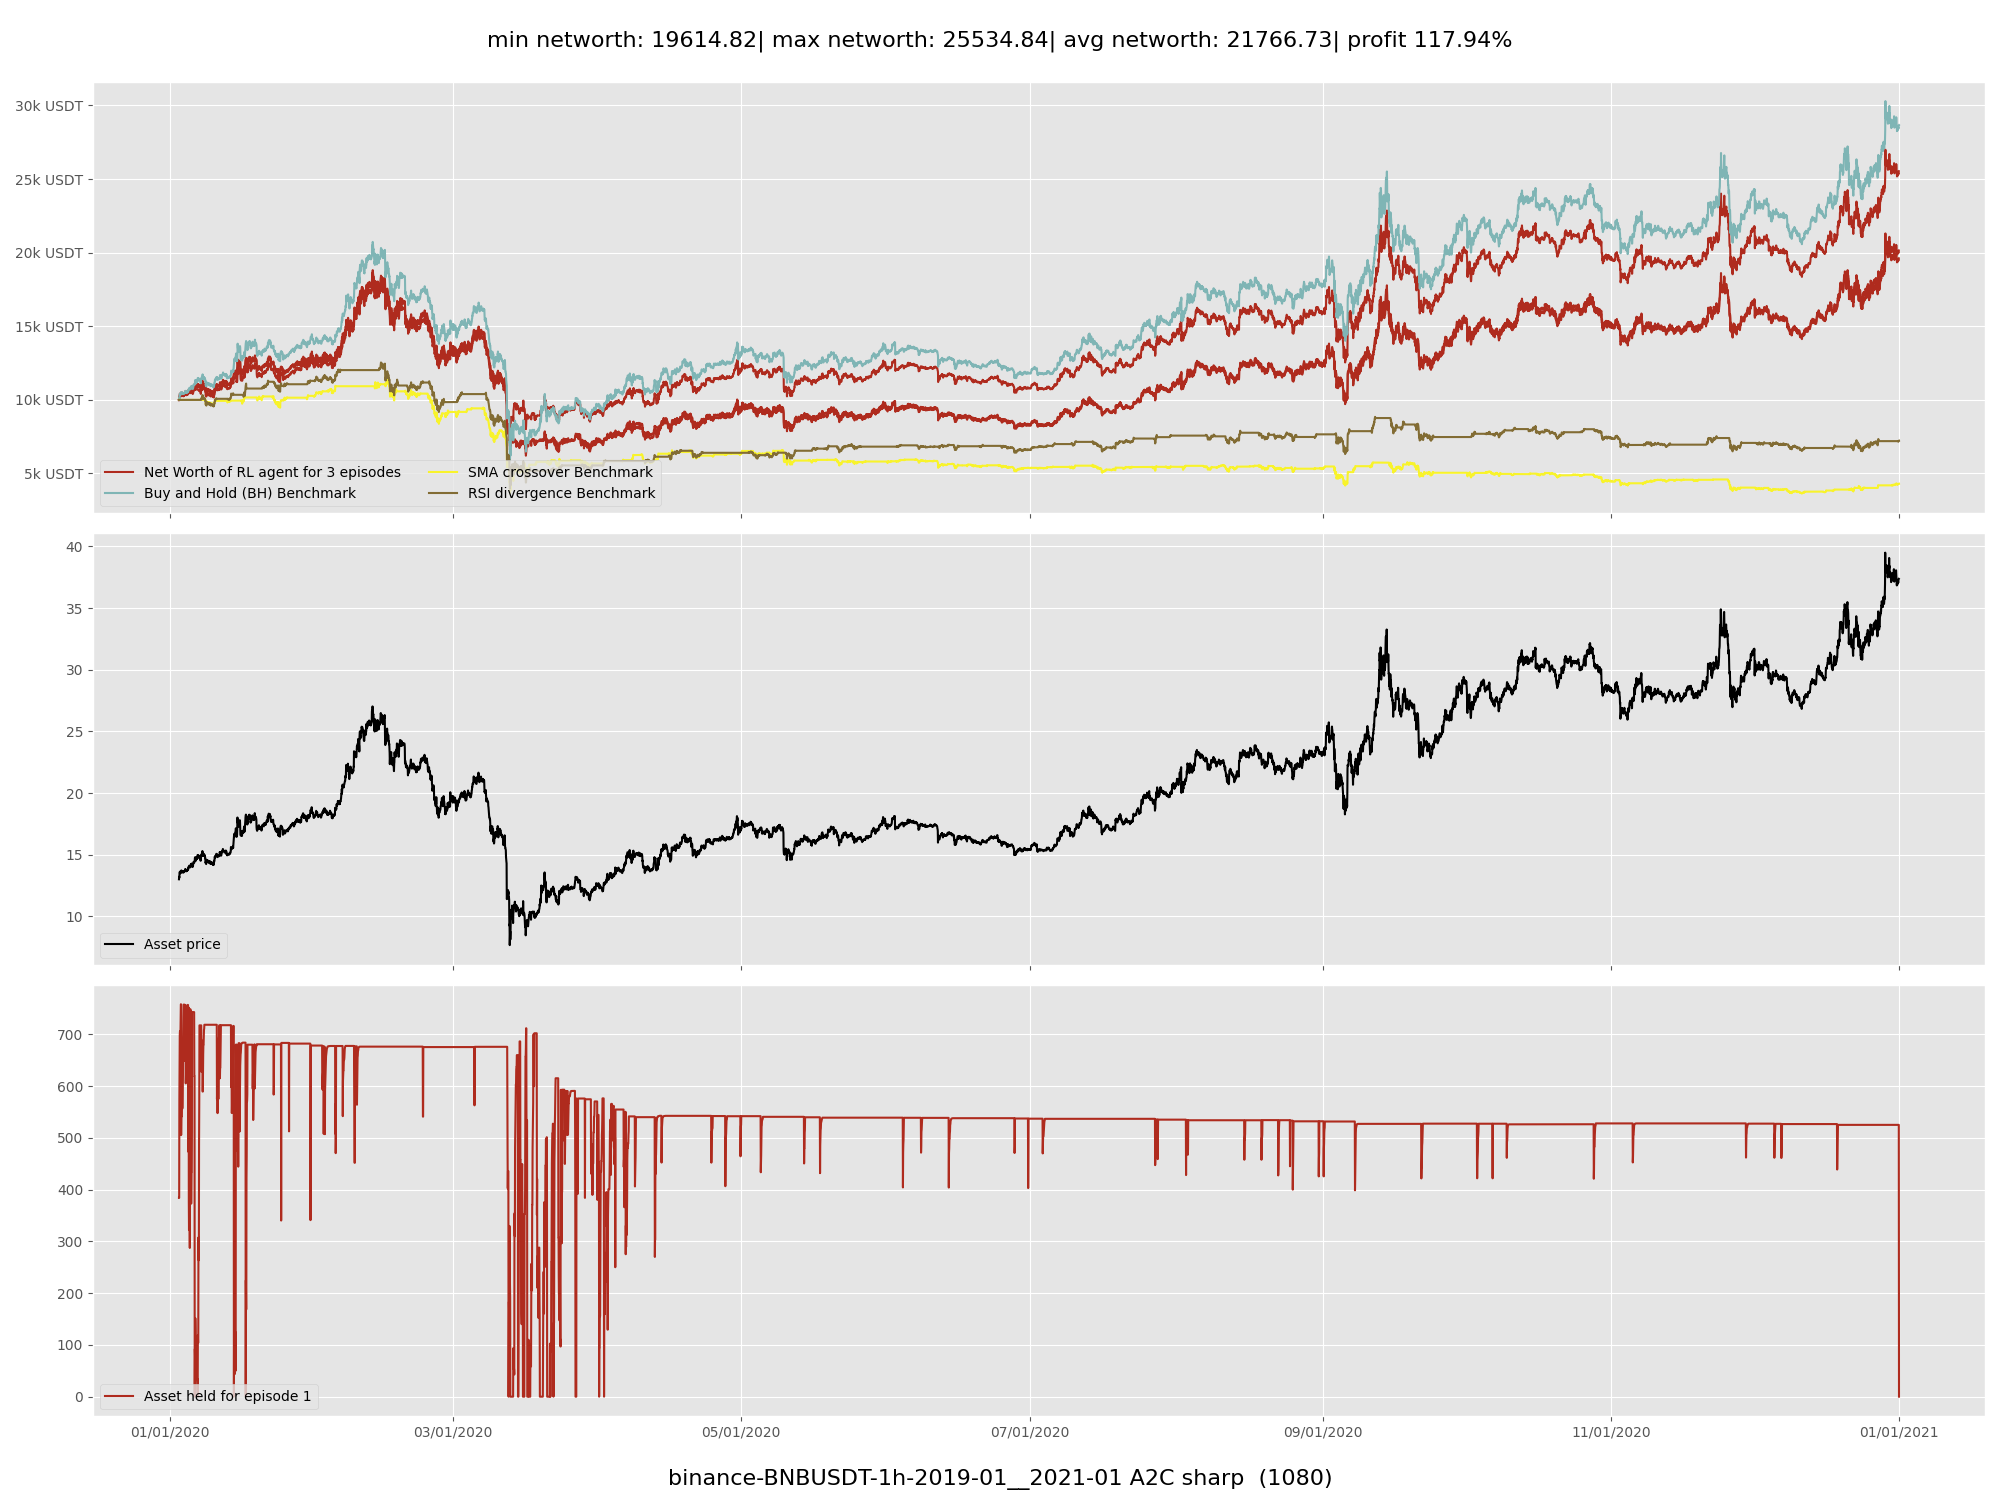 min networth: 19614.82| max networth: 25534.84| avg networth: 21766.73| profit 117.94%
30k USDT
25k USDT
20k USDT
15k USDT
10k USDT
5k USDT
Net Worth of RL agent for 3 episodes
Buy and Hold (BH) Benchmark
SMA crossover Benchmark
RSI divergence Benchmark
40
35
30
25
20
15
10
Asset price
700
600
500
400
300
200
100
0
Asset held for episode 1
01/01/2020 03/01/2020 05/01/2020 07/01/2020 09/01/2020 11/01/2020 01/01/2021
binance-BNBUSDT-1h-2019-01__2021-01 A2C sharp (1080)